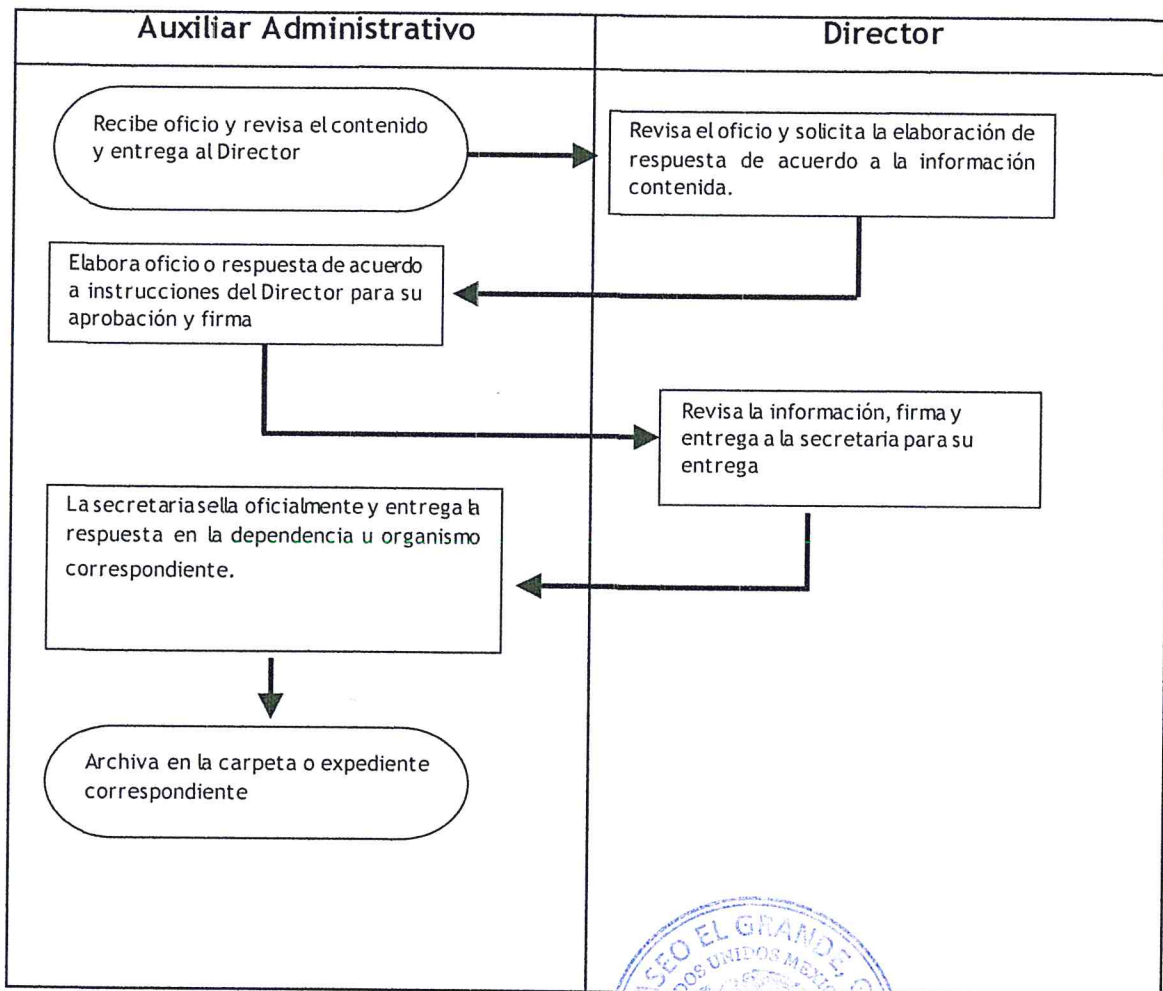 Auxiliar Administrativo
Director
Recibe oficio y revisa el contenido
y entrega al Director
Revisa el oficio y solicita la elaboración de
respuesta de acuerdo a la información
contenida.
Elabora oficio o respuesta de acuerdo
a instrucciones del Director para su
aprobación y firma
Revisa la información, firma y
entrega a la secretaria para su
entrega
La secretaria sella oficialmente y entrega la
respuesta en la dependencia u organismo
correspondiente.
Archiva en la carpeta o expediente
correspondiente
EL GRANDE,
UNIDOS